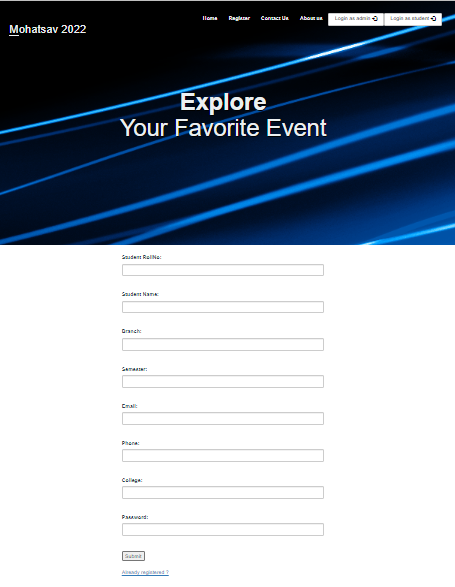 Mohatsav 2022
Home Register Contact Us About us Login as admin Login as student
Explore
Your Favorite Event
Student RollNo:
Student Name:
Branch:
Semester:
Email:
Phone:
College:
Password:
Submit
Already registered ?